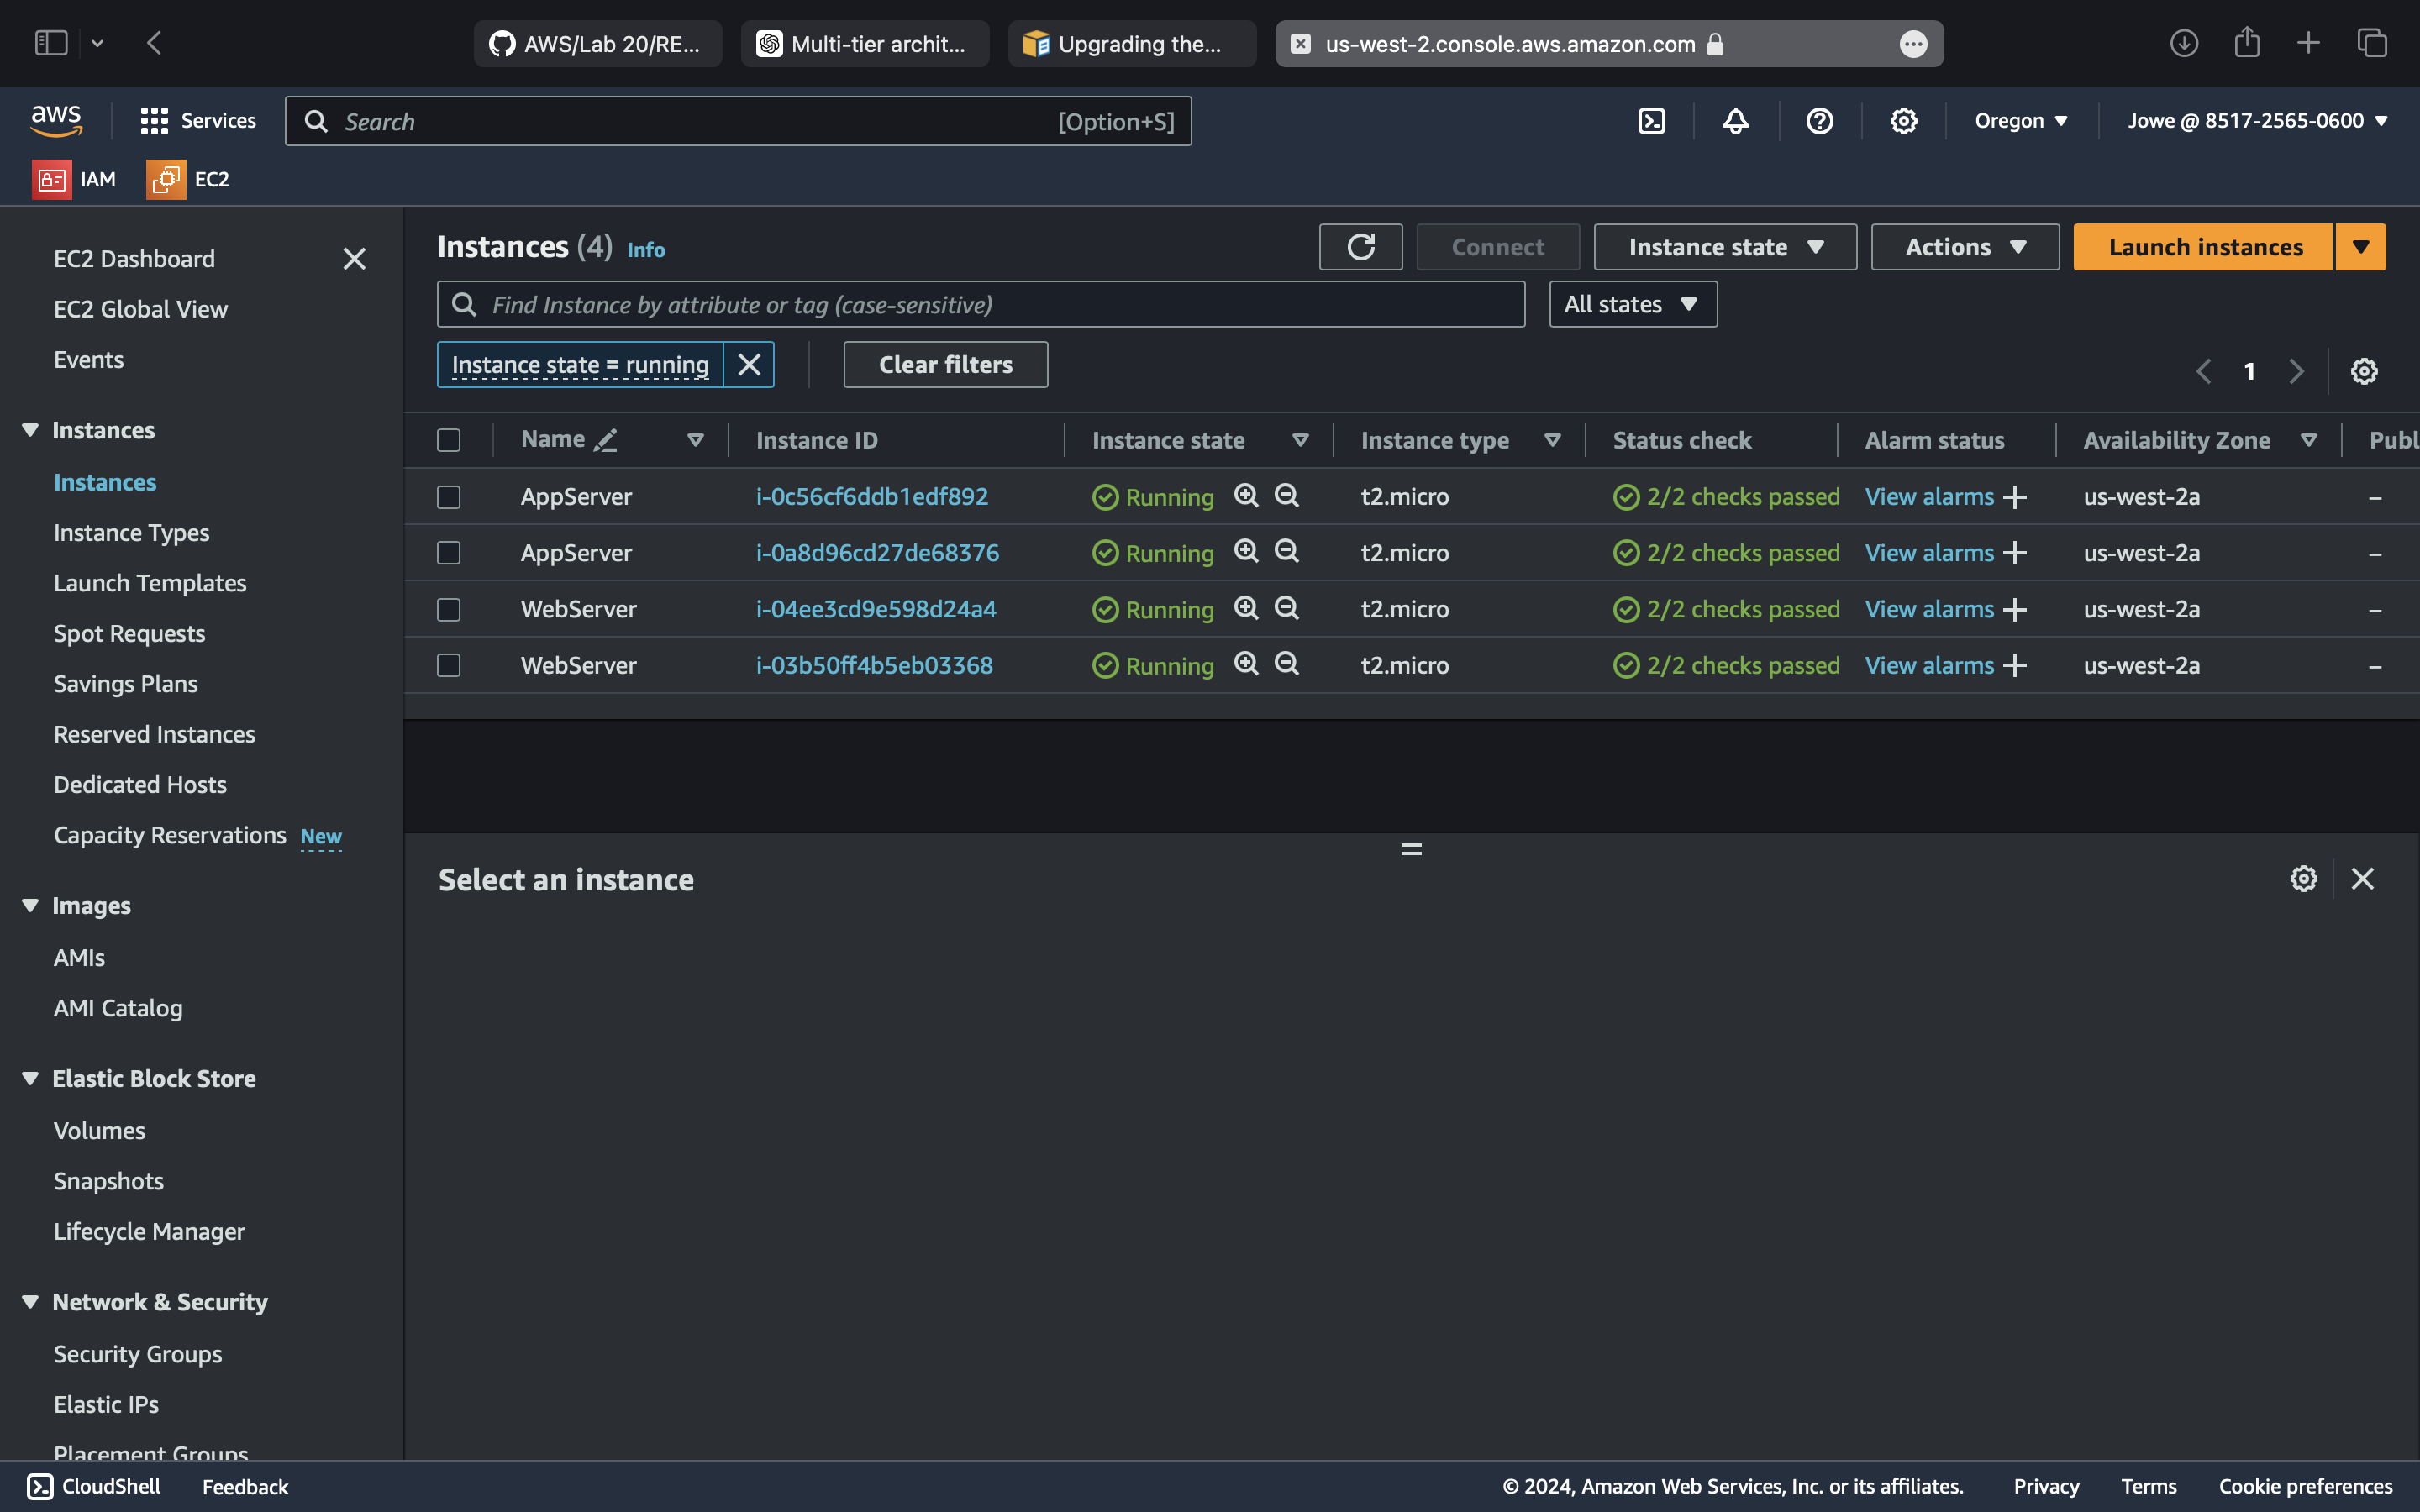 AWS/Lab 20/RE... Multi-tier archit... Upgrading the... us-west-2.console.aws.amazon.com
aws Services Search [Option+S] Oregon Jowe @ 8517-2565-0600
IAM EC2
EC2 Dashboard
EC2 Global View
Events
Instances
Instances
Instance Types
Launch Templates
Spot Requests
Savings Plans
Reserved Instances
Dedicated Hosts
Capacity Reservations New
Images
AMIs
AMI Catalog
Elastic Block Store
Volumes
Snapshots
Lifecycle Manager
Network & Security
Security Groups
Elastic IPs
Placement Groups
Instances (4) Info Connect Instance state Actions Launch instances
Find Instance by attribute or tag (case-sensitive) All states
Instance state = running Clear filters 1
Name Instance ID Instance state Instance type Status check Alarm status Availability Zone Publ
AppServer i-0c56cf6ddb1edf892 Running t2.micro 2/2 checks passed View alarms + us-west-2a –
AppServer i-0a8d96cd27de68376 Running t2.micro 2/2 checks passed View alarms + us-west-2a –
WebServer i-04ee3cd9e598d24a4 Running t2.micro 2/2 checks passed View alarms + us-west-2a –
WebServer i-03b50ff4b5eb03368 Running t2.micro 2/2 checks passed View alarms + us-west-2a –
Select an instance
CloudShell Feedback © 2024, Amazon Web Services, Inc. or its affiliates. Privacy Terms Cookie preferences